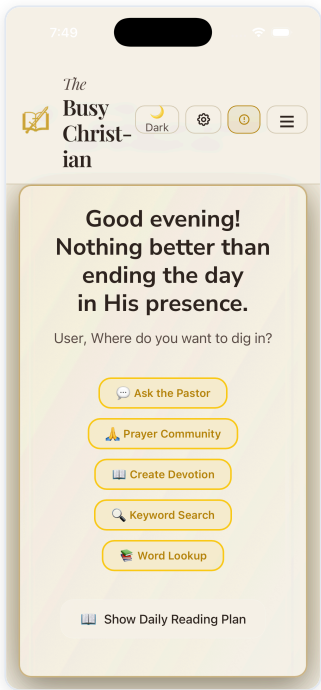 7:49
The
Busy
Christ-
ian
Dark
Good evening!
Nothing better than
ending the day
in His presence.
User, Where do you want to dig in?
Ask the Pastor
Prayer Community
Create Devotion
Keyword Search
Word Lookup
Show Daily Reading Plan